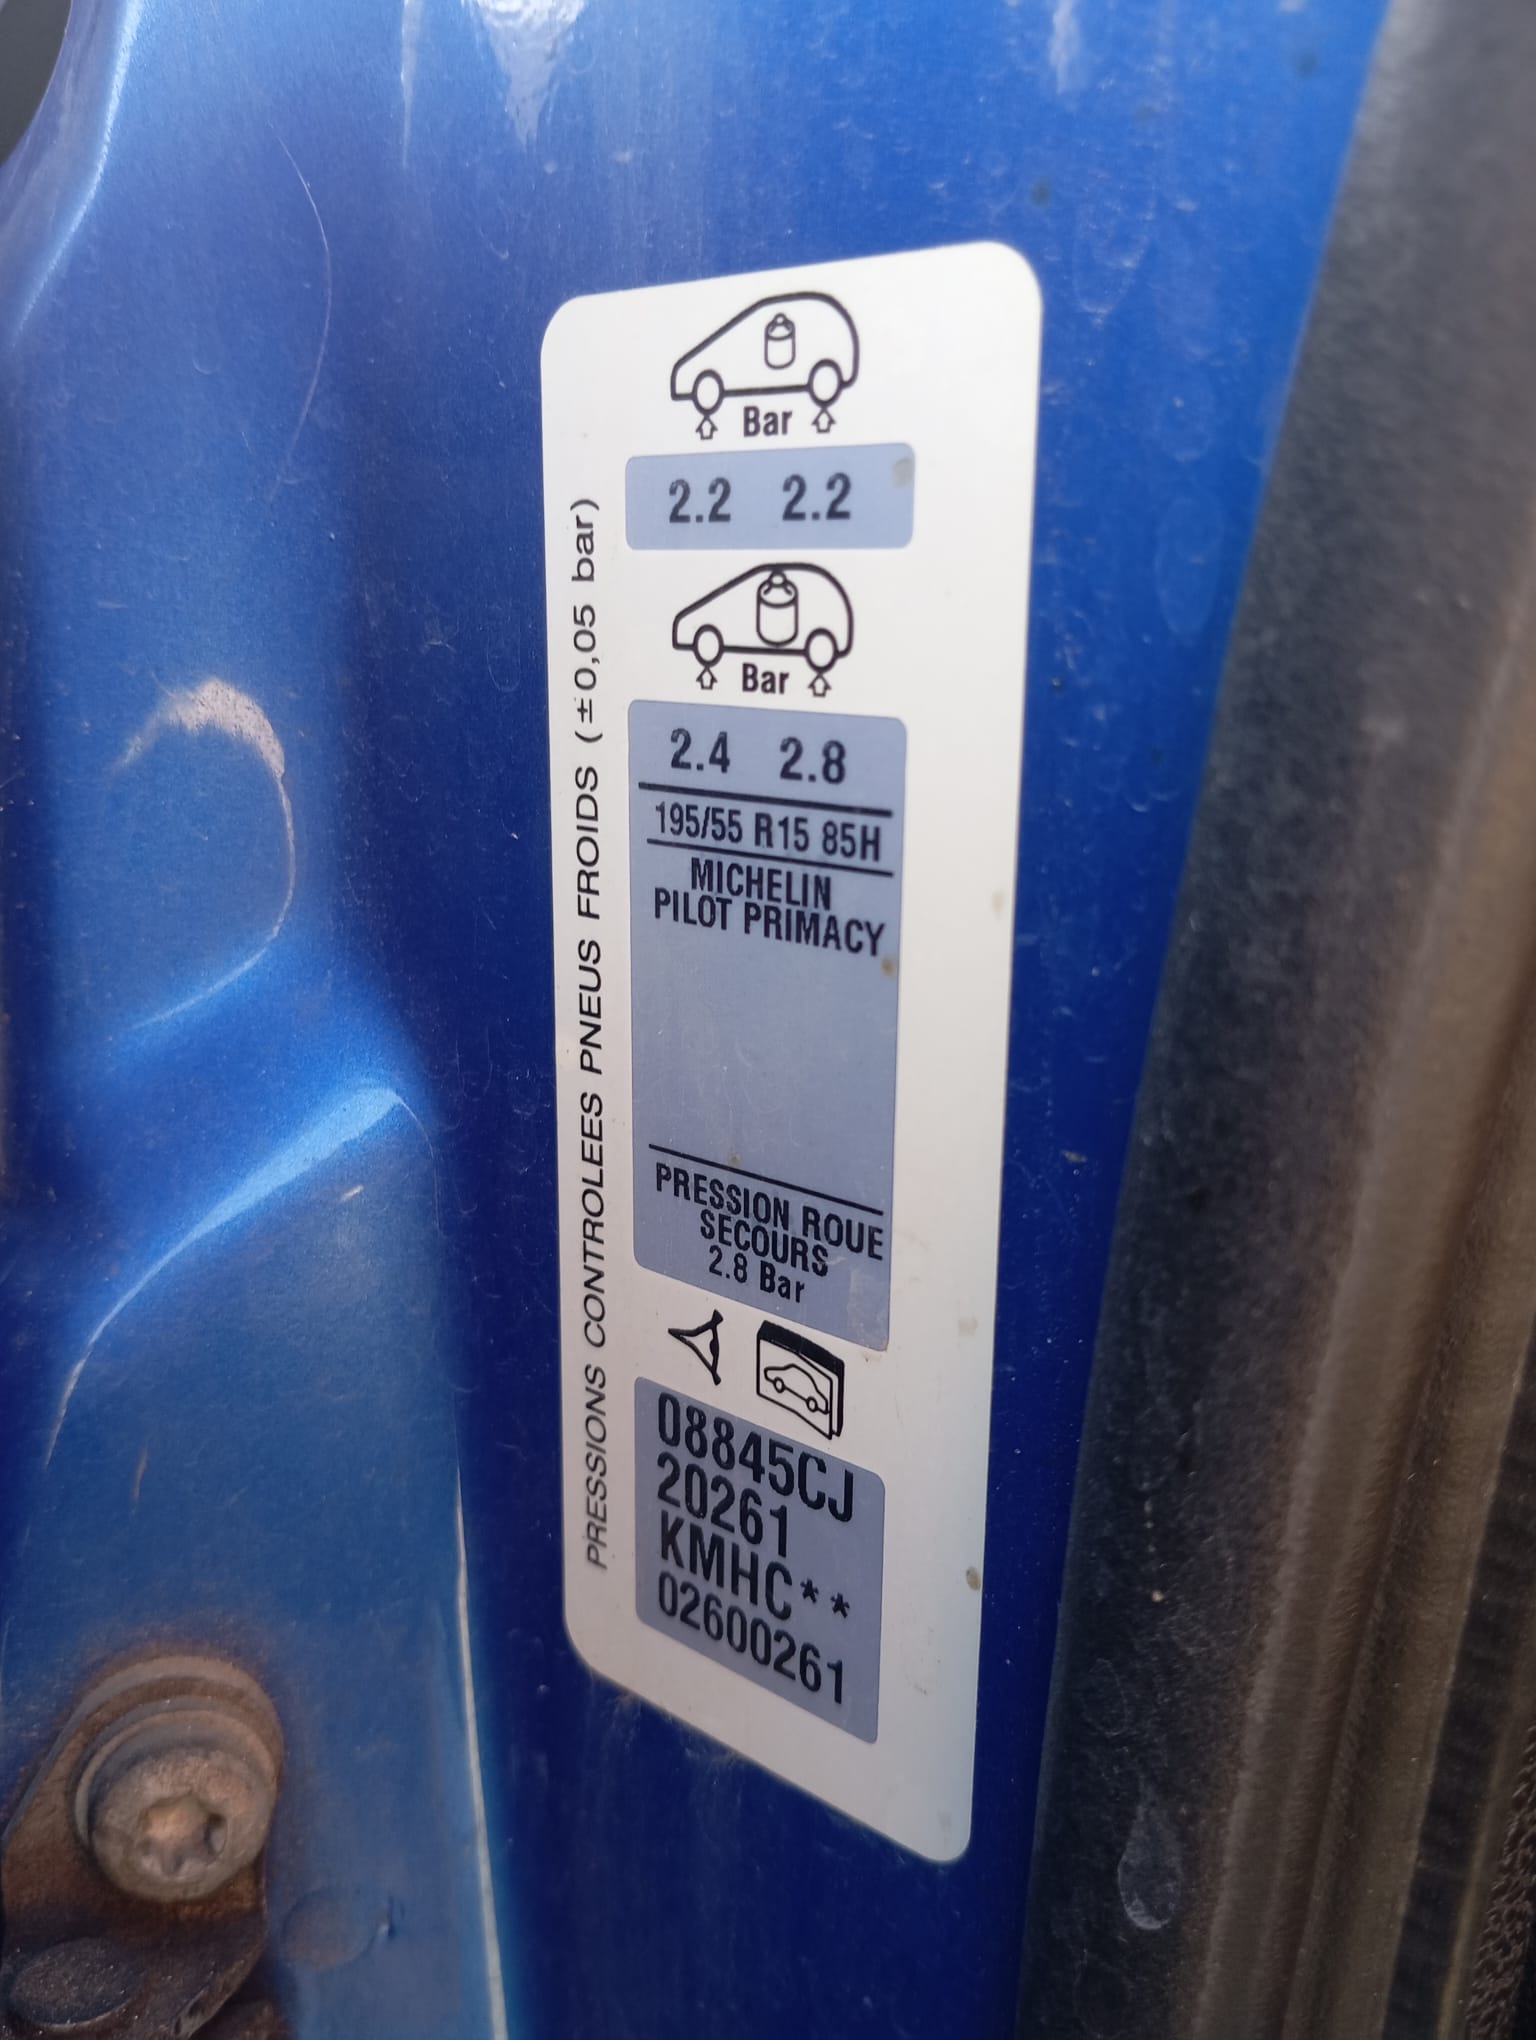 Bar
2.2 2.2
Bar
2.4 2.8
195/55 R15 85H
MICHELIN
PILOT PRIMACY
PRESSION ROUE
SECOURS
2.8 Bar
08845CJ
20261
KMHC**
02600261
PRESSIONS CONTROLEES PNEUS FROIDS (±0,05 bar)